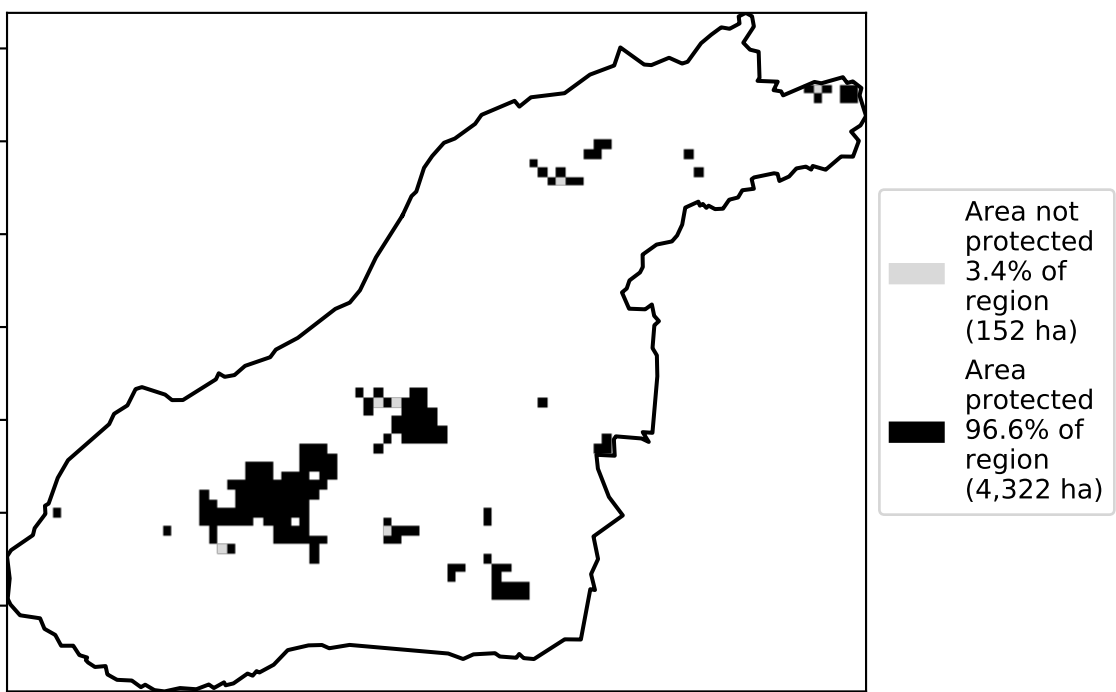 Area not
protected
3.4% of
region
(152 ha)
Area
protected
96.6% of
region
(4,322 ha)